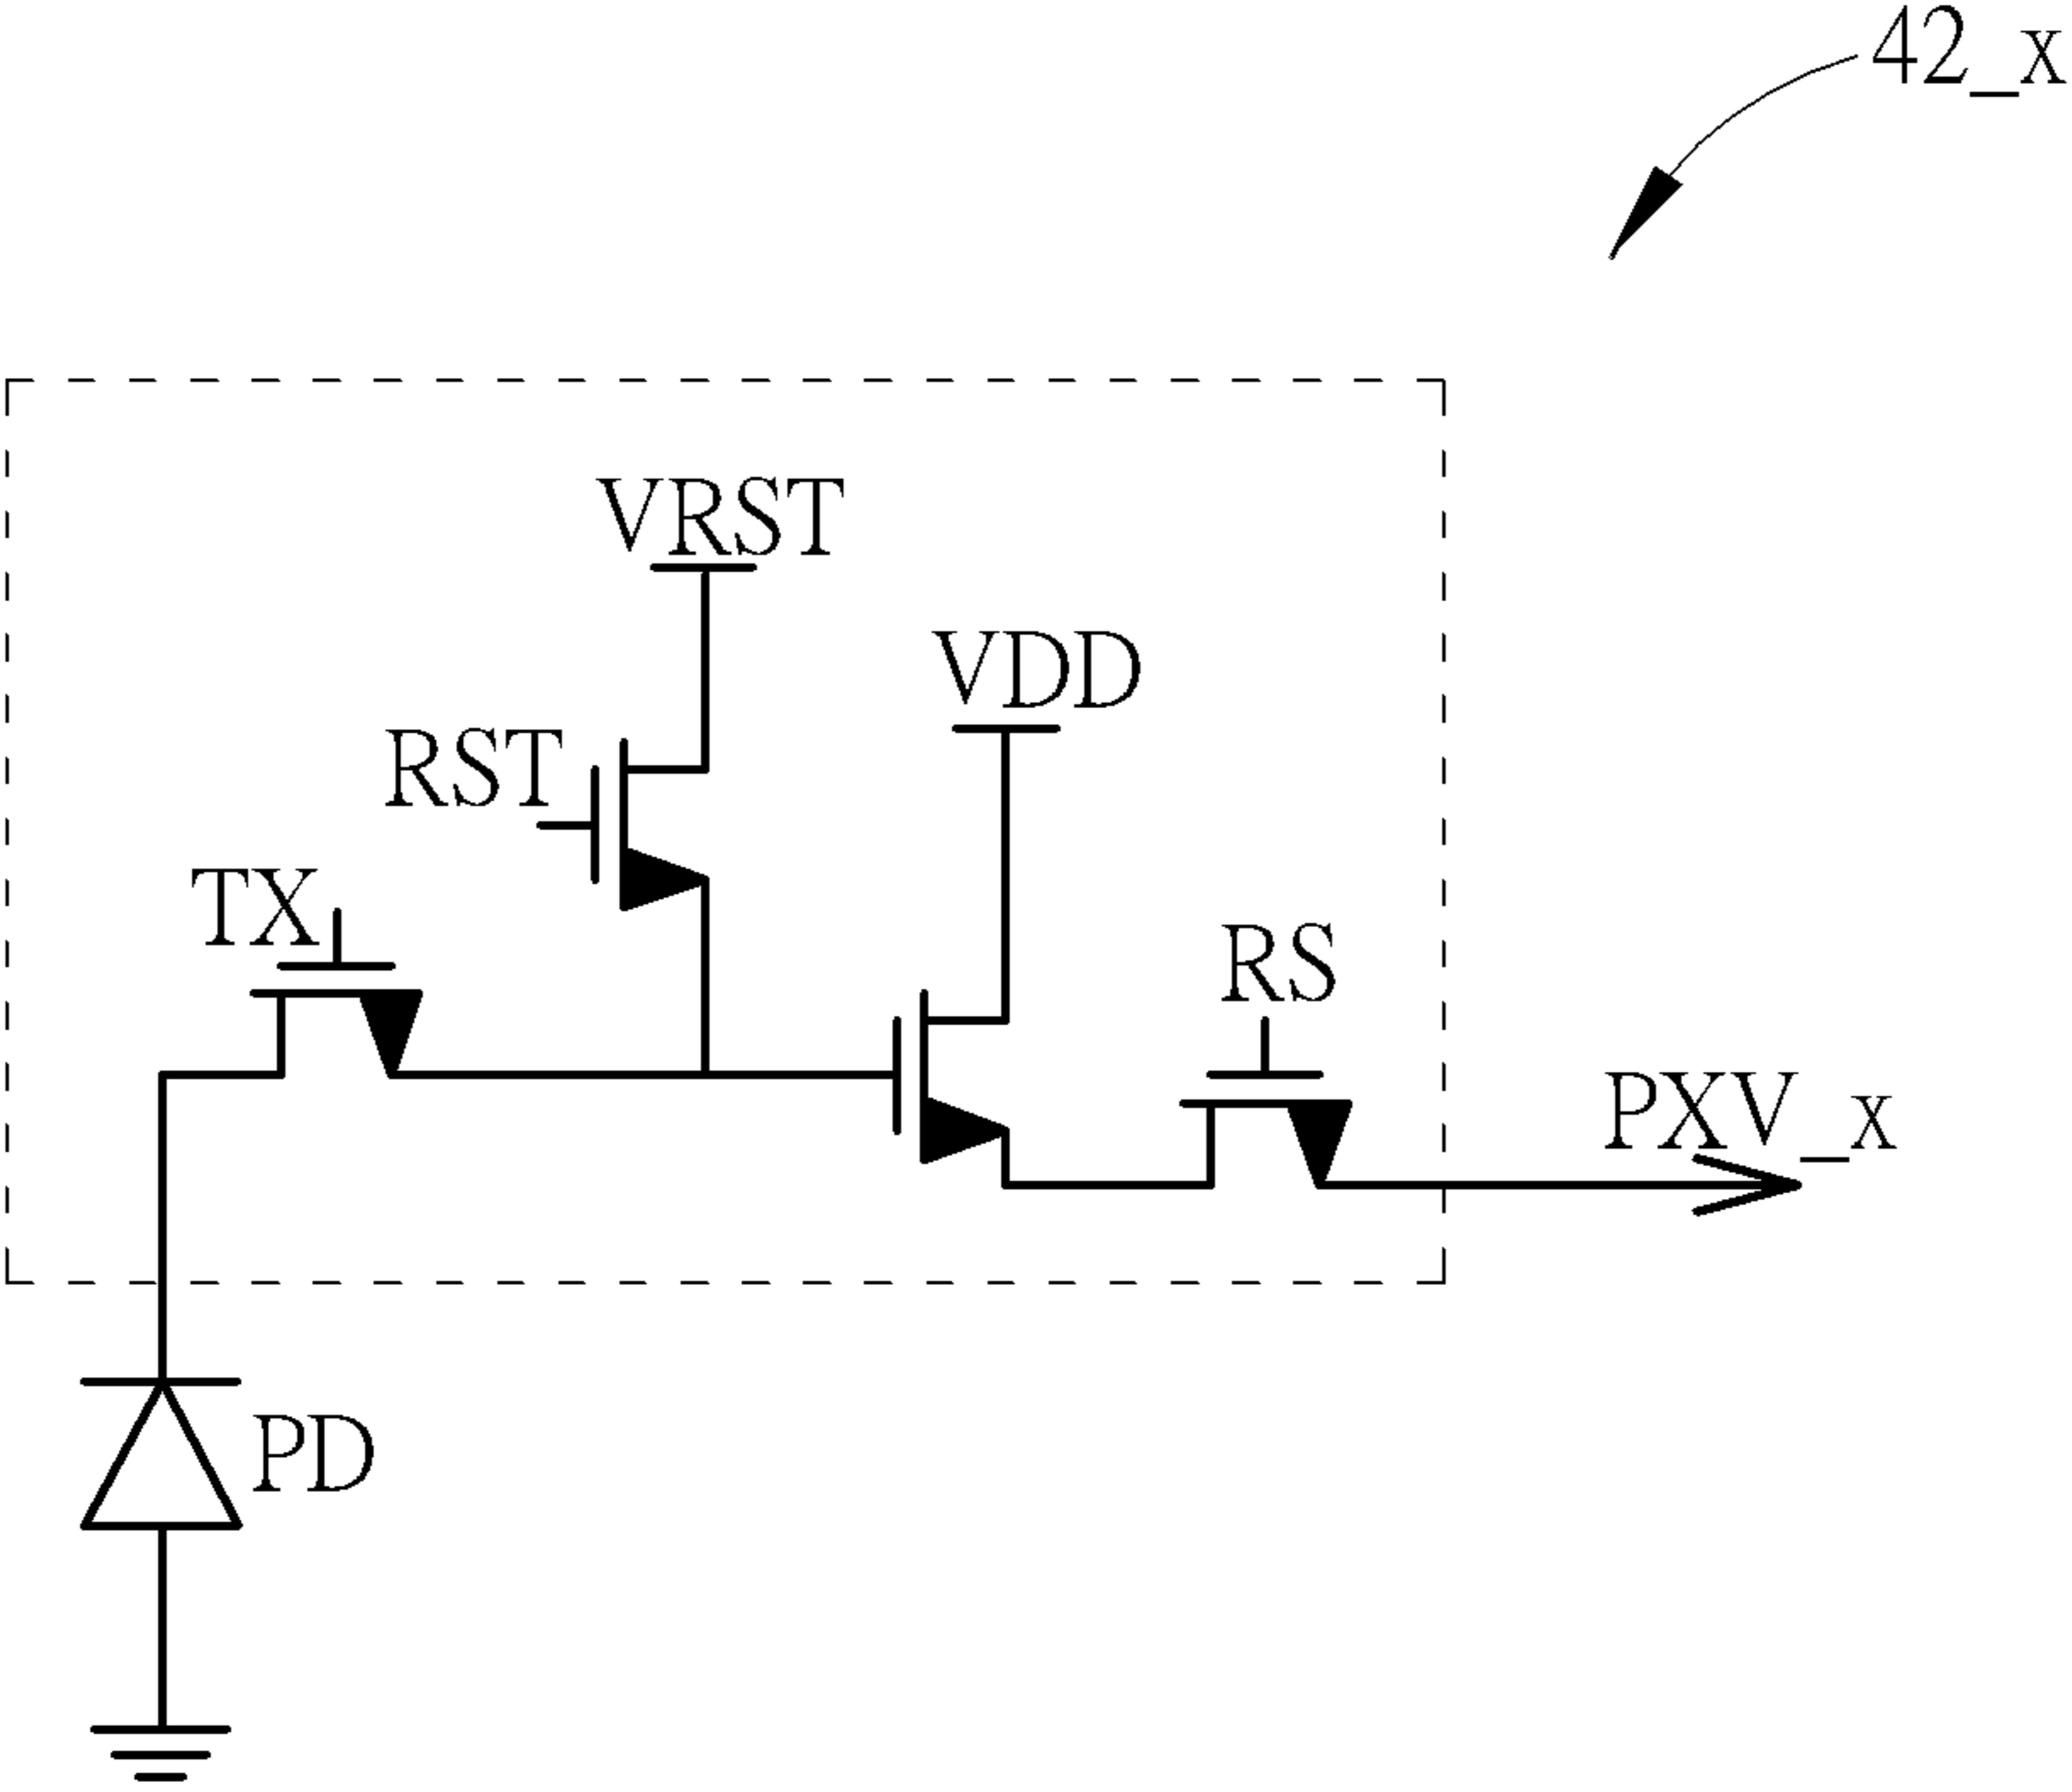 42_x
VRST
VDD
RST
TX
RS
PXV_x
PD